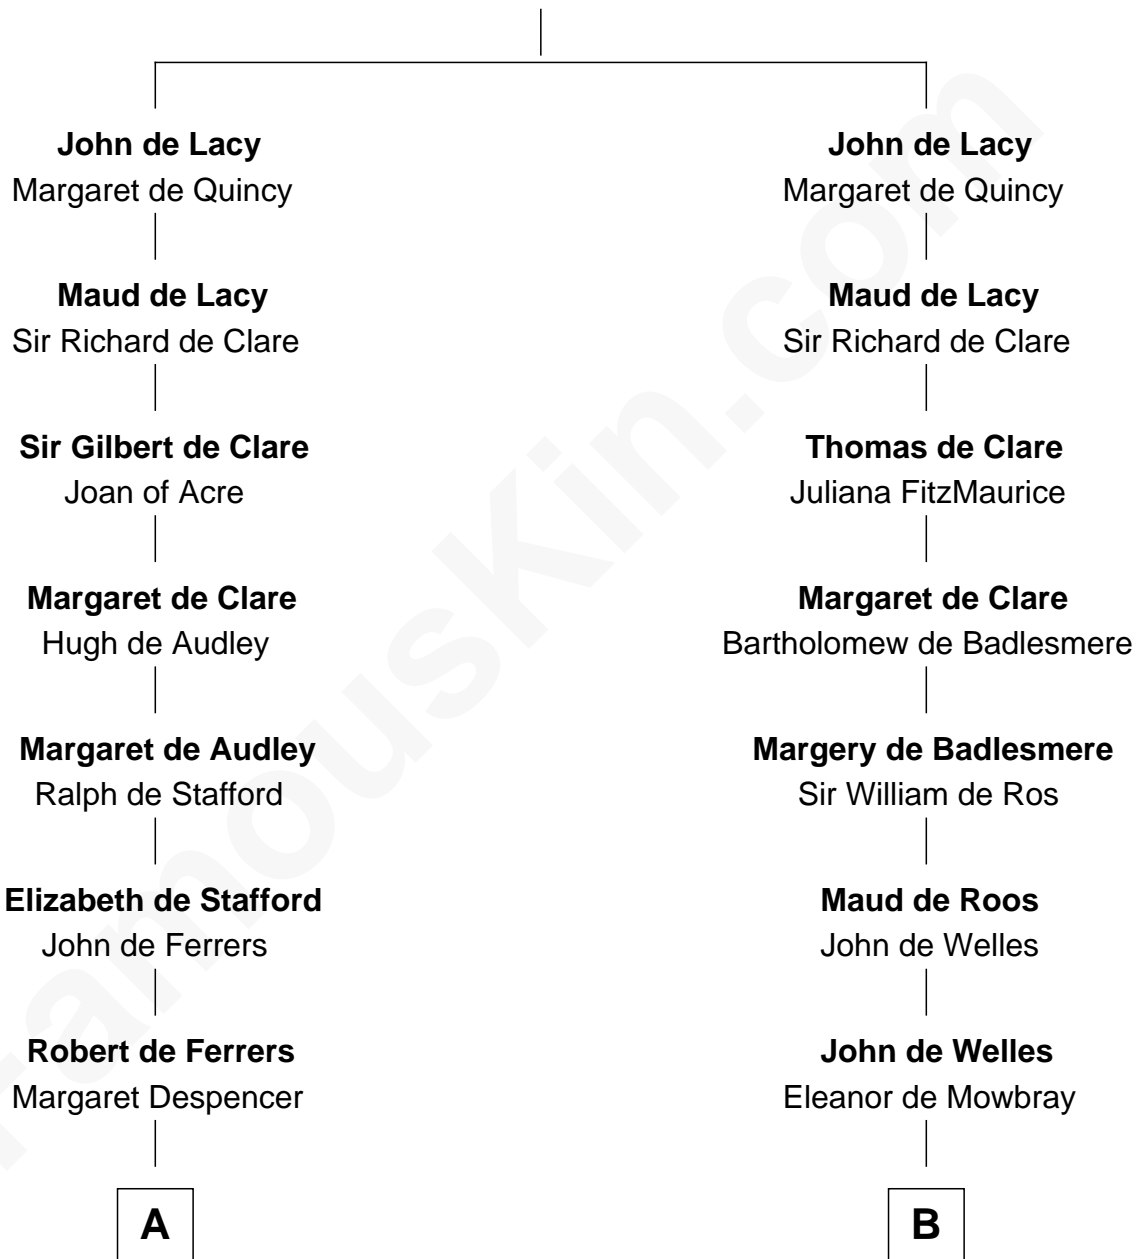 John de Lacy
Margaret de Quincy
Maud de Lacy
Sir Richard de Clare
Sir Gilbert de Clare
Joan of Acre
Margaret de Clare
Hugh de Audley
Margaret de Audley
Ralph de Stafford
Elizabeth de Stafford
John de Ferrers
Robert de Ferrers
Margaret Despencer
A
John de Lacy
Margaret de Quincy
Maud de Lacy
Sir Richard de Clare
Thomas de Clare
Juliana FitzMaurice
Margaret de Clare
Bartholomew de Badlesmere
Margery de Badlesmere
Sir William de Ros
Maud de Roos
John de Welles
John de Welles
Eleanor de Mowbray
B
FamousKin.com